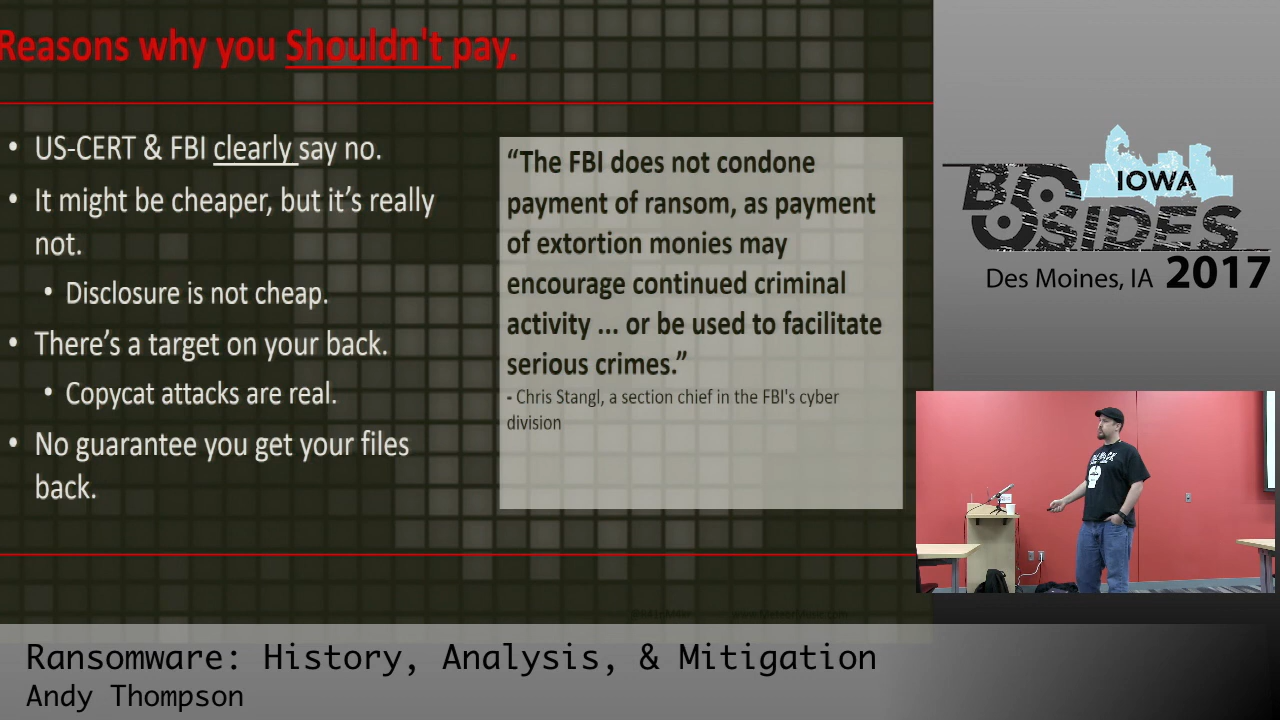 Reasons why you Shouldn't pay.
• US-CERT & FBI clearly say no.
• It might be cheaper, but it’s really
not.
• Disclosure is not cheap.
• There’s a target on your back.
• Copycat attacks are real.
• No guarantee you get your files
back.
“The FBI does not condone
payment of ransom, as payment
of extortion monies may
encourage continued criminal
activity ... or be used to facilitate
serious crimes.”
- Chris Stangl, a section chief in the FBI's cyber
division
IOWA
BSIDES
Des Moines, IA 2017
Ransomware: History, Analysis, & Mitigation
Andy Thompson